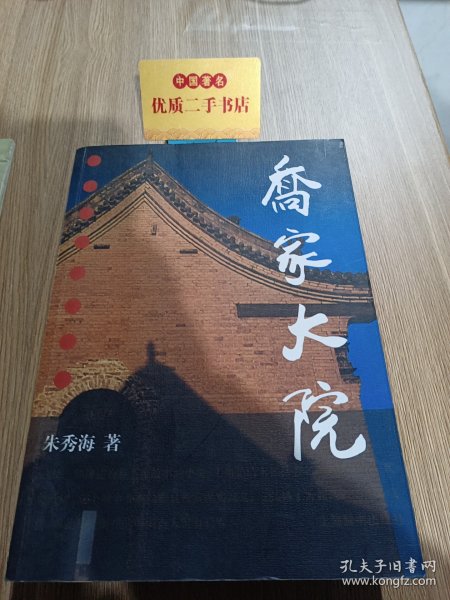 中国著名
优质二手书店
喬家大院
朱秀海 著
孔夫子旧书网
www.kongfz.com